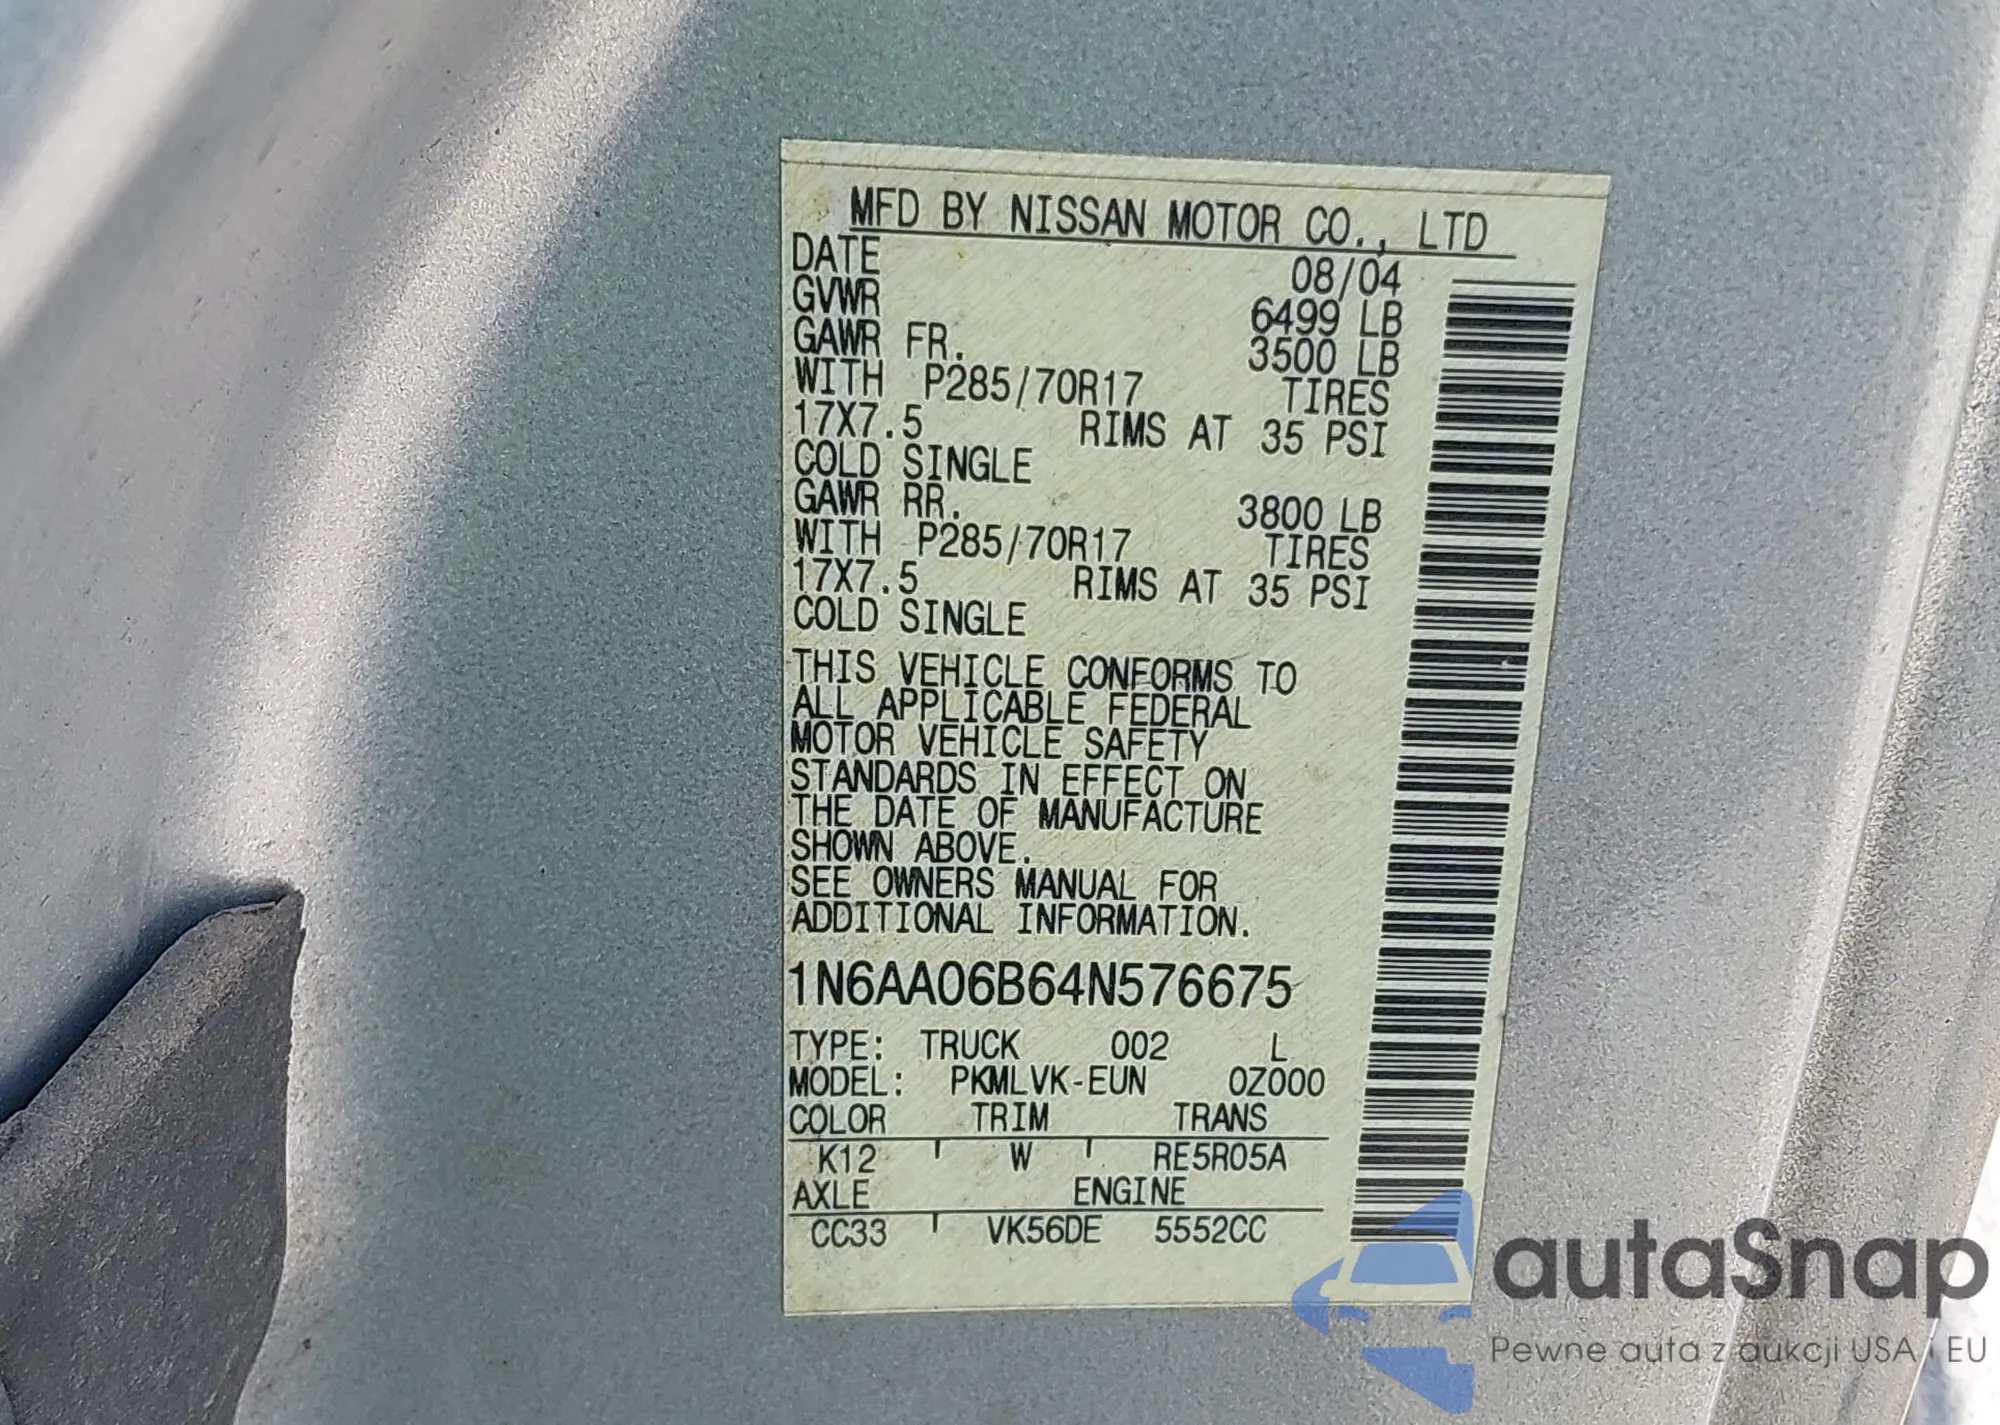 MFD BY NISSAN MOTOR CO., LTD
DATE 08/04
GVWR 6499 LB
GAWR FR. 3500 LB
WITH P285/70R17 TIRES
17X7.5 RIMS AT 35 PSI
COLD SINGLE
GAWR RR. 3800 LB
WITH P285/70R17 TIRES
17X7.5 RIMS AT 35 PSI
COLD SINGLE
THIS VEHICLE CONFORMS TO
ALL APPLICABLE FEDERAL
MOTOR VEHICLE SAFETY
STANDARDS IN EFFECT ON
THE DATE OF MANUFACTURE
SHOWN ABOVE.
SEE OWNERS MANUAL FOR
ADDITIONAL INFORMATION.
1N6AA06B64N576675
TYPE: TRUCK 002 L
MODEL: PKMLVK-EUN 0Z000
COLOR TRIM TRANS
K12 W RE5R05A
AXLE ENGINE
CC33 VK56DE 5552CC
autaSnap
Pewne auta z aukcji USA i EU